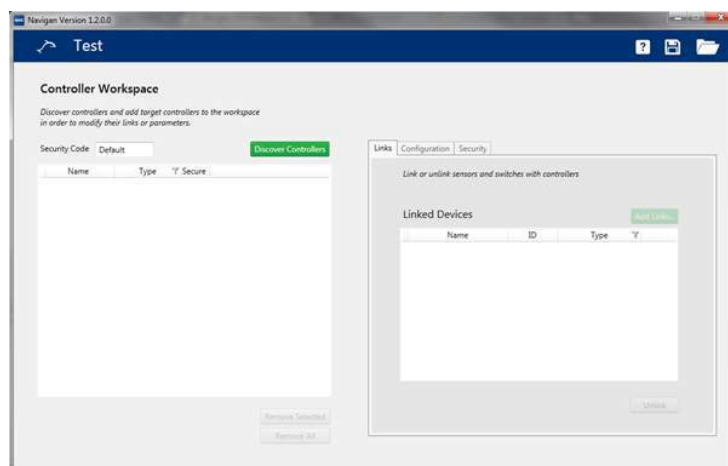 Navigan Version 1.2.0.0
Test
?
Controller Workspace
Discover controllers and add target controllers to the workspace
in order to modify their links or parameters.
Security Code Default Discover Controllers
Name Type Secure
Remove Selected
Remove All
Links Configuration Security
Link or unlink sensors and switches with controllers
Linked Devices Add Links...
Name ID Type
Unlink